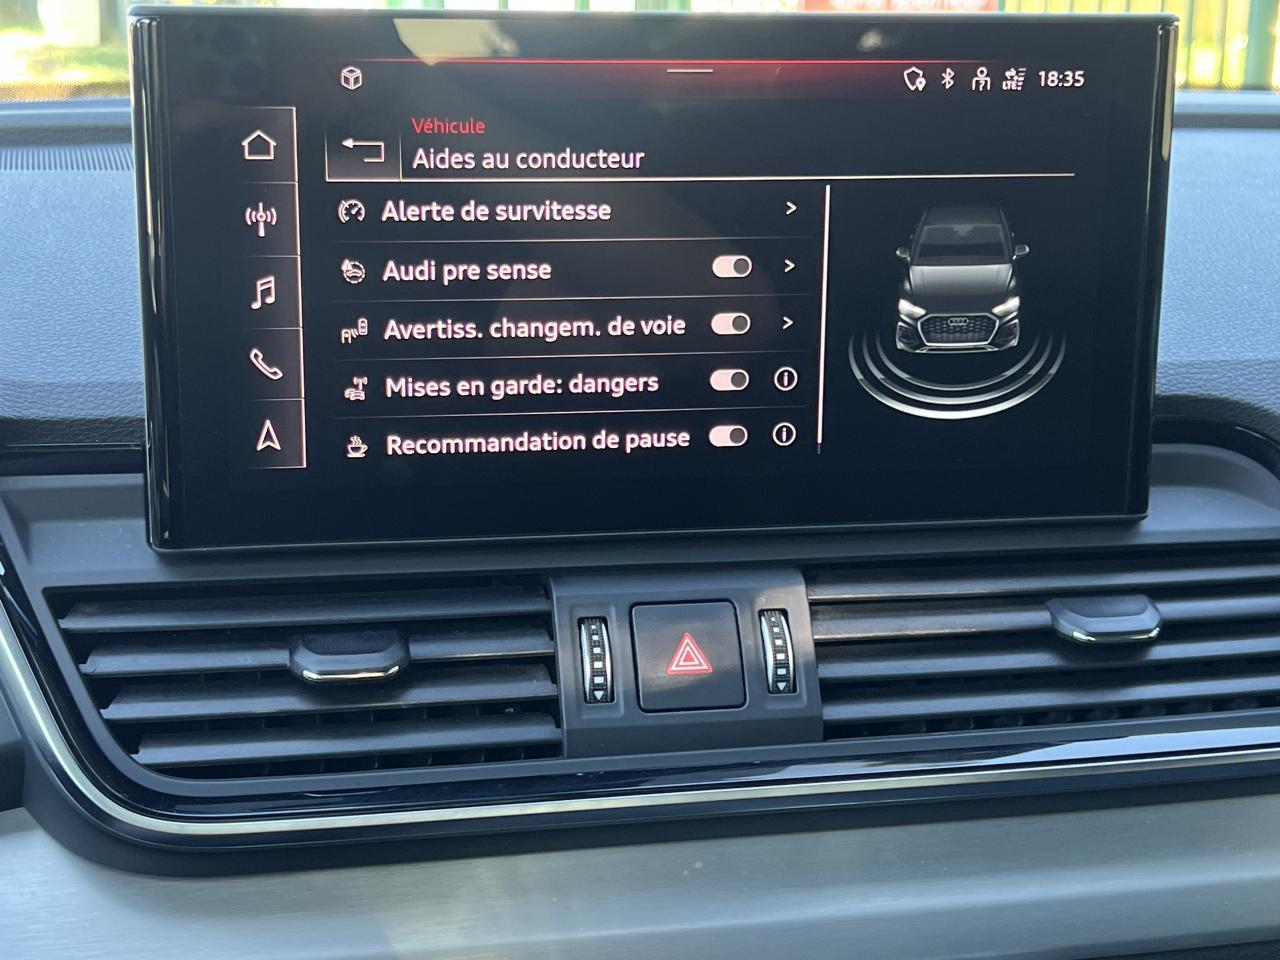 LTE 18:35
Véhicule
Aides au conducteur
Alerte de survitesse
Audi pre sense
Avertiss. changem. de voie
Mises en garde: dangers
Recommandation de pause